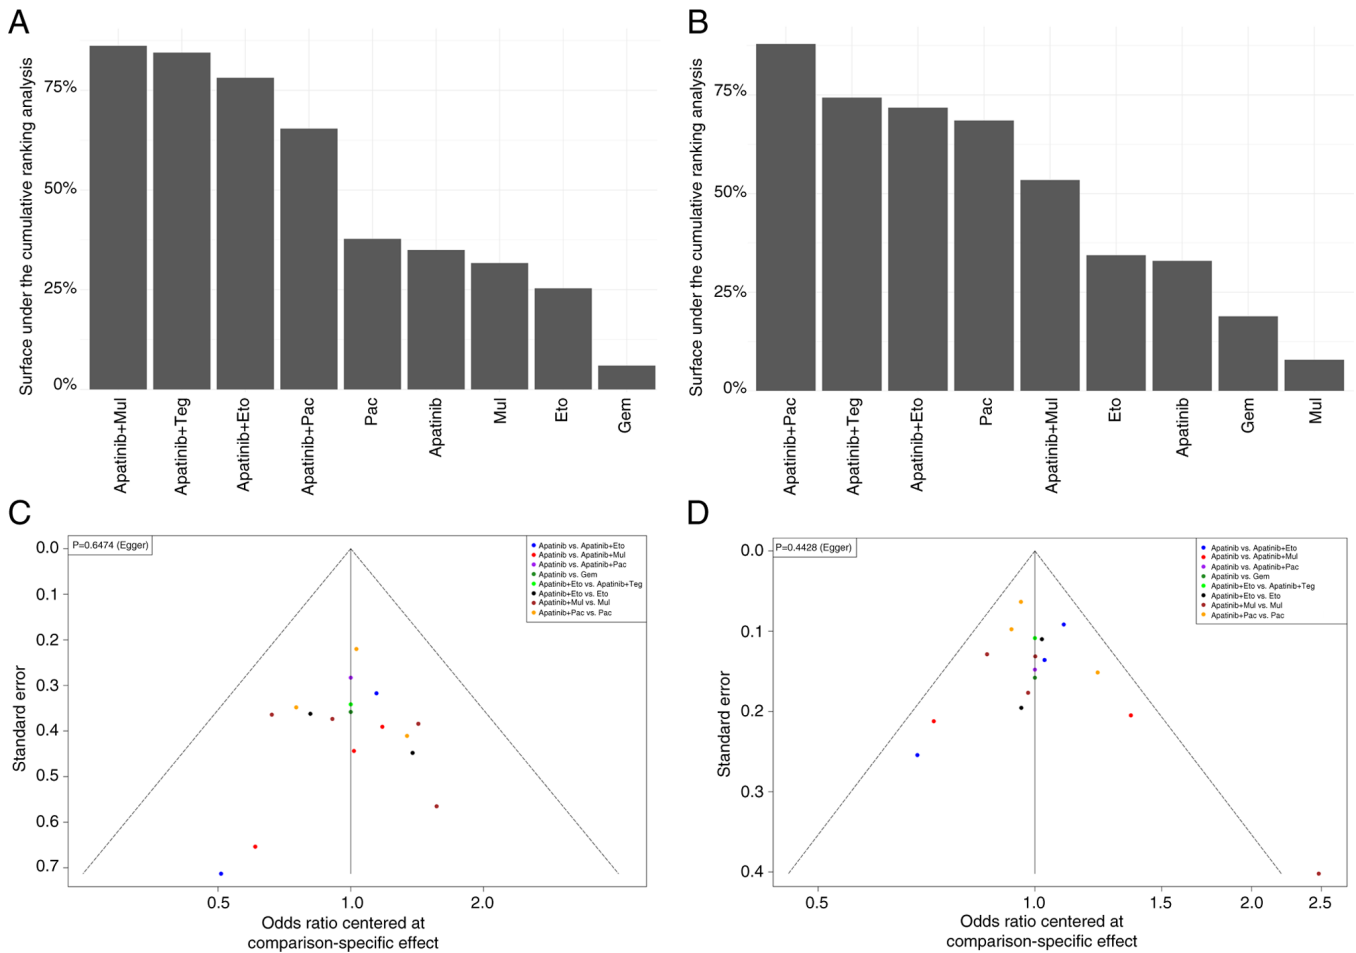 A
Surface under the cumulative ranking analysis
75%
50%
25%
0%
Apatinib+Mul
Apatinib+Teg
Apatinib+Eto
Apatinib+Pac
Pac
Apatinib
Mul
Eto
Gem
B
Surface under the cumulative ranking analysis
75%
50%
25%
0%
Apatinib+Pac
Apatinib+Teg
Apatinib+Eto
Pac
Apatinib+Mul
Eto
Apatinib
Gem
Mul
C
P=0.6474 (Egger)
Apatinib vs. Apatinib+Eto
Apatinib vs. Apatinib+Mul
Apatinib vs. Apatinib+Pac
Apatinib vs. Gem
Apatinib+Eto vs. Apatinib+Teg
Apatinib+Eto vs. Eto
Apatinib+Mul vs. Mul
Apatinib+Pac vs. Pac
Standard error
0.0
0.1
0.2
0.3
0.4
0.5
0.6
0.7
0.5
1.0
2.0
Odds ratio centered at
comparison-specific effect
D
P=0.4428 (Egger)
Apatinib vs. Apatinib+Eto
Apatinib vs. Apatinib+Mul
Apatinib vs. Apatinib+Pac
Apatinib vs. Gem
Apatinib+Eto vs. Apatinib+Teg
Apatinib+Eto vs. Eto
Apatinib+Mul vs. Mul
Apatinib+Pac vs. Pac
Standard error
0.0
0.1
0.2
0.3
0.4
0.5
1.0
1.5
2.0
2.5
Odds ratio centered at
comparison-specific effect